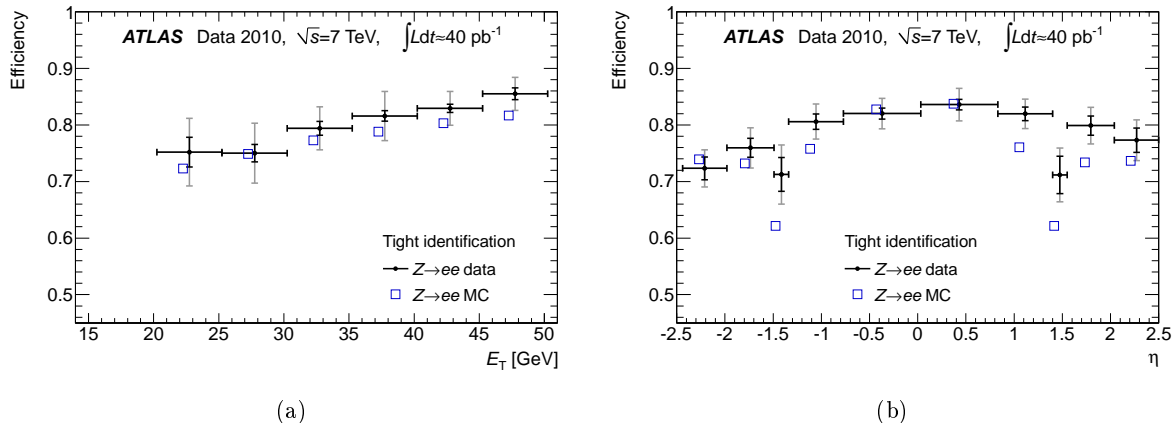 Efficiency
1
0.9
0.8
0.7
0.6
0.5
ATLAS Data 2010, √s=7 TeV, ∫Ldt≈40 pb⁻¹
Tight identification
Z→ee data
Z→ee MC
15 20 25 30 35 40 45 50
E_T [GeV]
(a)
Efficiency
1
0.9
0.8
0.7
0.6
0.5
ATLAS Data 2010, √s=7 TeV, ∫Ldt≈40 pb⁻¹
Tight identification
Z→ee data
Z→ee MC
-2.5 -2 -1.5 -1 -0.5 0 0.5 1 1.5 2 2.5
η
(b)